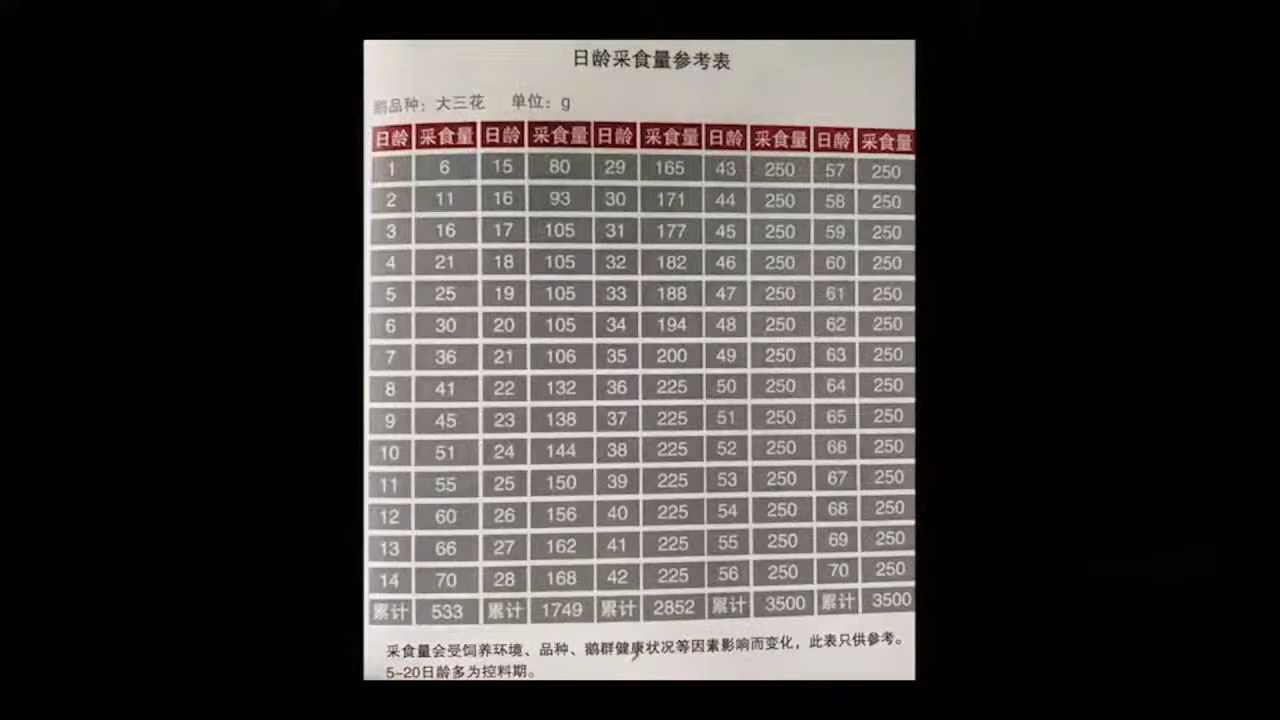 日龄采食量参考表
鹅品种：大三花 单位：g
日龄 采食量 日龄 采食量 日龄 采食量 日龄 采食量 日龄 采食量
1 6 15 80 29 165 43 250 57 250
2 11 16 93 30 171 44 250 58 250
3 16 17 105 31 177 45 250 59 250
4 21 18 105 32 182 46 250 60 250
5 25 19 105 33 188 47 250 61 250
6 30 20 105 34 194 48 250 62 250
7 36 21 106 35 200 49 250 63 250
8 41 22 132 36 225 50 250 64 250
9 45 23 138 37 225 51 250 65 250
10 51 24 144 38 225 52 250 66 250
11 55 25 150 39 225 53 250 67 250
12 60 26 156 40 225 54 250 68 250
13 66 27 162 41 225 55 250 69 250
14 70 28 168 42 225 56 250 70 250
累计 533 累计 1749 累计 2852 累计 3500 累计 3500
采食量会受饲养环境、品种、鹅群健康状况等因素影响而变化，此表只供参考。
5-20日龄多为控料期。